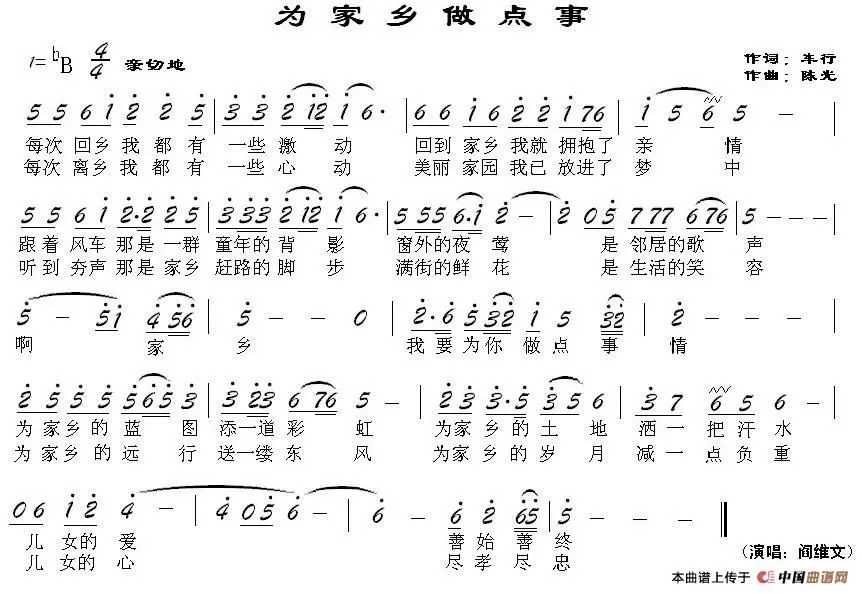 为家乡做点事
1=ᵇB 4/4 亲切地
作词：车行
作曲：陈光
5 5 6 1 2 2 5 | 3 3 2 12 1 6· | 6 6 1 6 2 2 2 1 76 | 1 5 6 5 - |
每次回乡我都有 一些激动 回到家乡我就拥抱了亲情
每次离乡我都有 一些心动 美丽家园我已放进了梦中
5 5 6 1 2·2 2 5 | 3 33 3 2 12 1 6· | 5 55 6·1 2 - | 2 05 7 77 6 76 | 5 - - - |
跟着风车那是一群 童年的背影 窗外的夜莺 是邻居的歌声
听到夯声那是家乡 赶路的脚步 满街的鲜花 是生活的笑容
5 - 51 4 56 | 5 - - 0 | 2·6 5 32 1 5 32 | 2 - - - |
啊 家乡 我要为你做点事情
2 5 5 5 5 65 3 | 3 23 6 76 5 - | 2 3 3·5 3 5 6 | 3 7 6 5 6 |
为家乡的蓝图 添一道彩虹 为家乡的土地 洒一把汗水
为家乡的远行 送一缕东风 为家乡的岁月 减一点负重
06 1 2 4 - | 4 05 6 - | 6 - 6 2 65 | 5 - - - ‖
儿女的爱 善始善终
儿女的心 尽孝尽忠
（演唱：阎维文）
本曲谱上传于 中国曲谱网